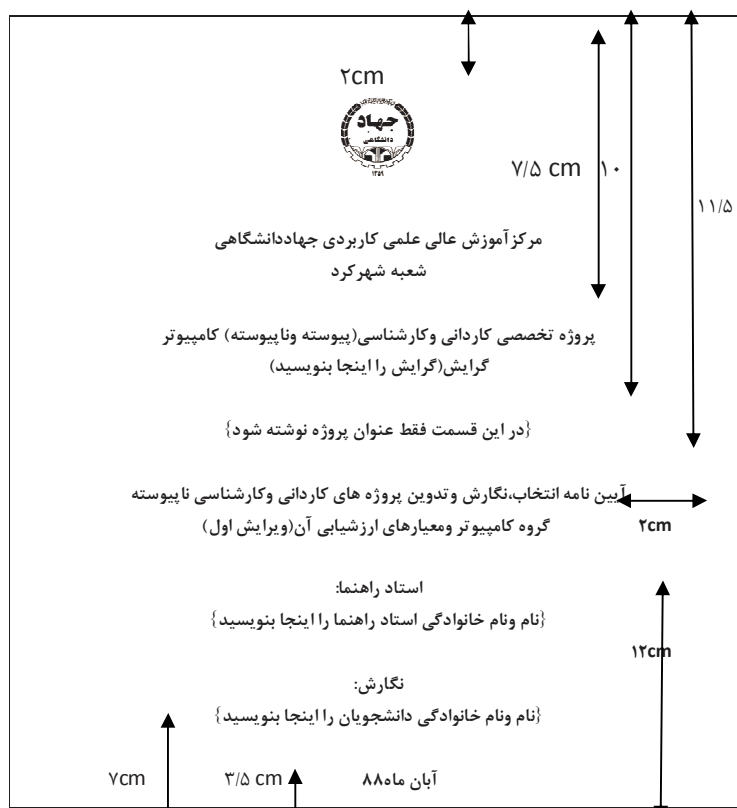 ۲cm
جهاد
دانشگاهی
۱۳۵۹
۷/۵ cm
۱۰
۱۱/۵
مرکزآموزش عالی علمی کاربردی جهاددانشگاهی
شعبه شهرکرد
پروژه تخصصی کاردانی وکارشناسی(پیوسته وناپیوسته) کامپیوتر
گرایش(گرایش را اینجا بنویسید)
{در این قسمت فقط عنوان پروژه نوشته شود}
آیین نامه انتخاب،نگارش وتدوین پروژه های کاردانی وکارشناسی ناپیوسته
گروه کامپیوتر ومعیارهای ارزشیابی آن(ویرایش اول)
۲cm
استاد راهنما:
{نام ونام خانوادگی استاد راهنما را اینجا بنویسید}
۱۲cm
نگارش:
{نام ونام خانوادگی دانشجویان را اینجا بنویسید}
آبان ماه۸۸
۳/۵ cm
۷cm